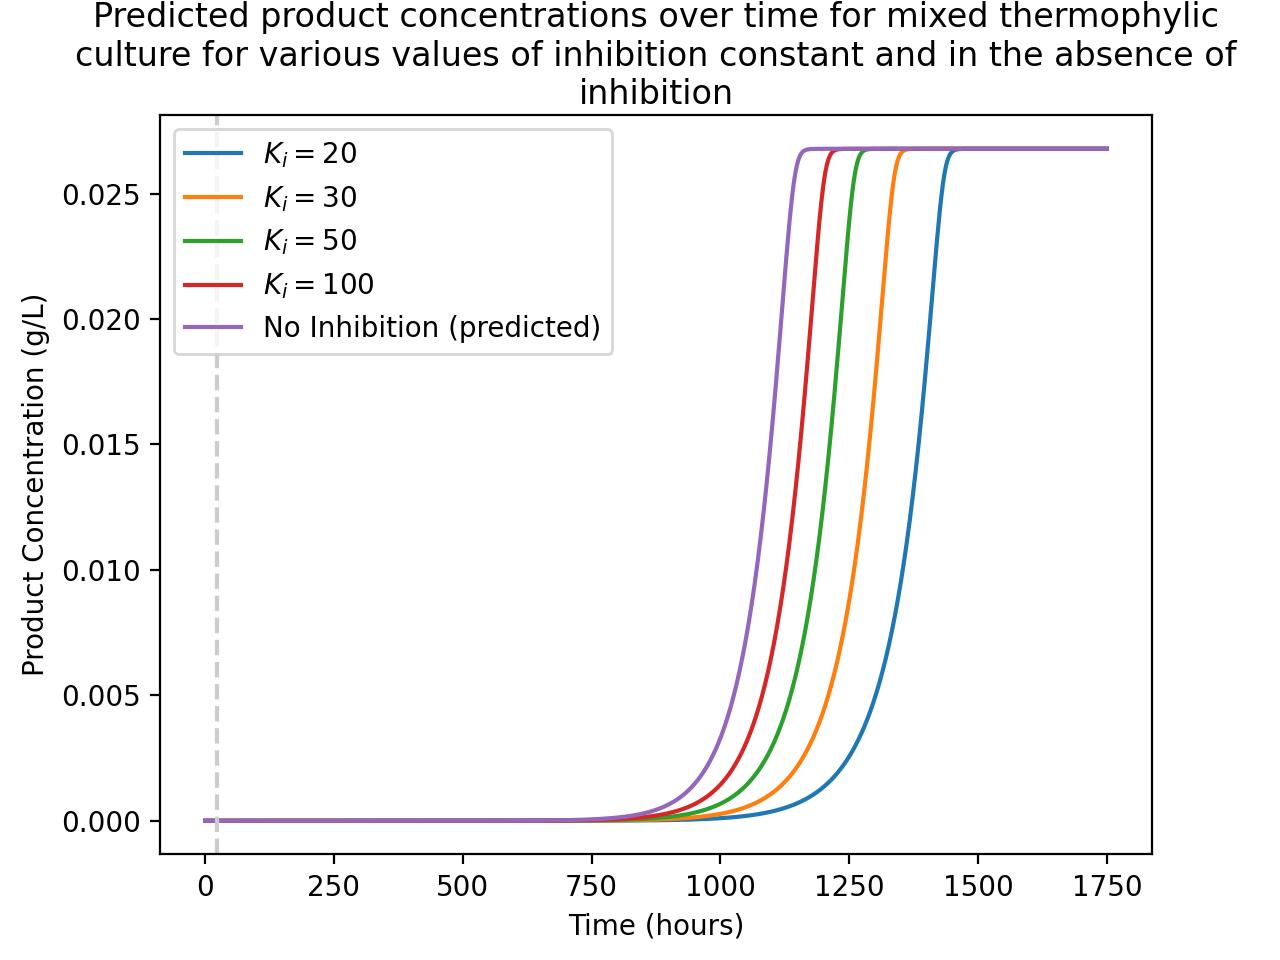 Predicted product concentrations over time for mixed thermophylic
culture for various values of inhibition constant and in the absence of
inhibition
K_i = 20
K_i = 30
K_i = 50
K_i = 100
No Inhibition (predicted)
Product Concentration (g/L)
0.025
0.020
0.015
0.010
0.005
0.000
0 250 500 750 1000 1250 1500 1750
Time (hours)